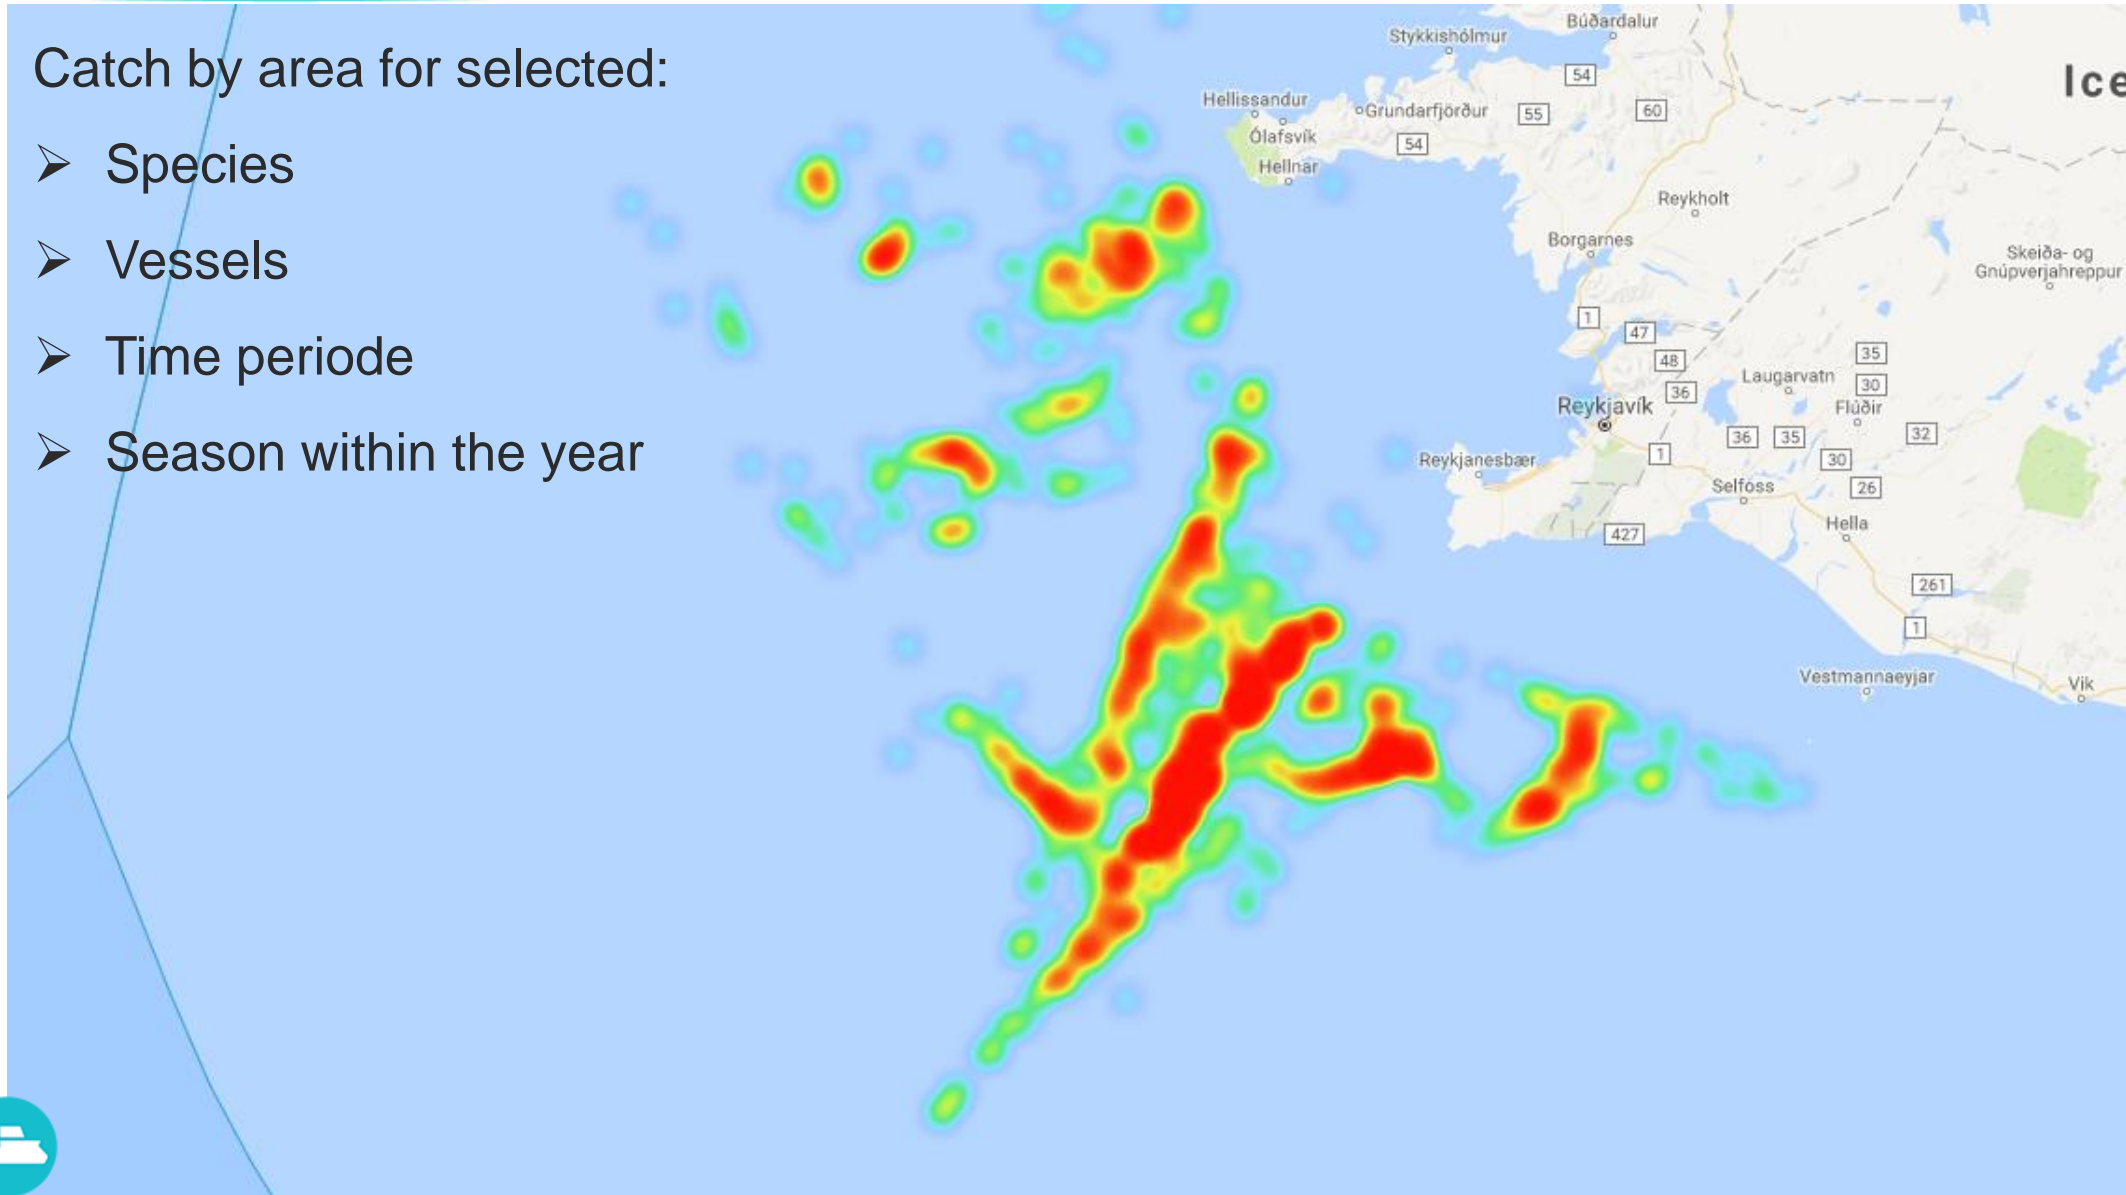 Catch by area for selected:
➢ Species
➢ Vessels
➢ Time periode
➢ Season within the year
Búðardalur
Stykkishólmur
Ice
54
Hellissandur
Grundarfjörður
55
60
Ólafsvík
54
Hellnar
Reykholt
Borgarnes
Skeiða- og
Gnúpverjahreppur
1
47
48
35
Laugarvatn
30
36
Reykjavík
Flúðir
36
35
32
1
30
Reykjanesbær
26
Selfoss
Hella
427
261
1
Vestmannaeyjar
Vik